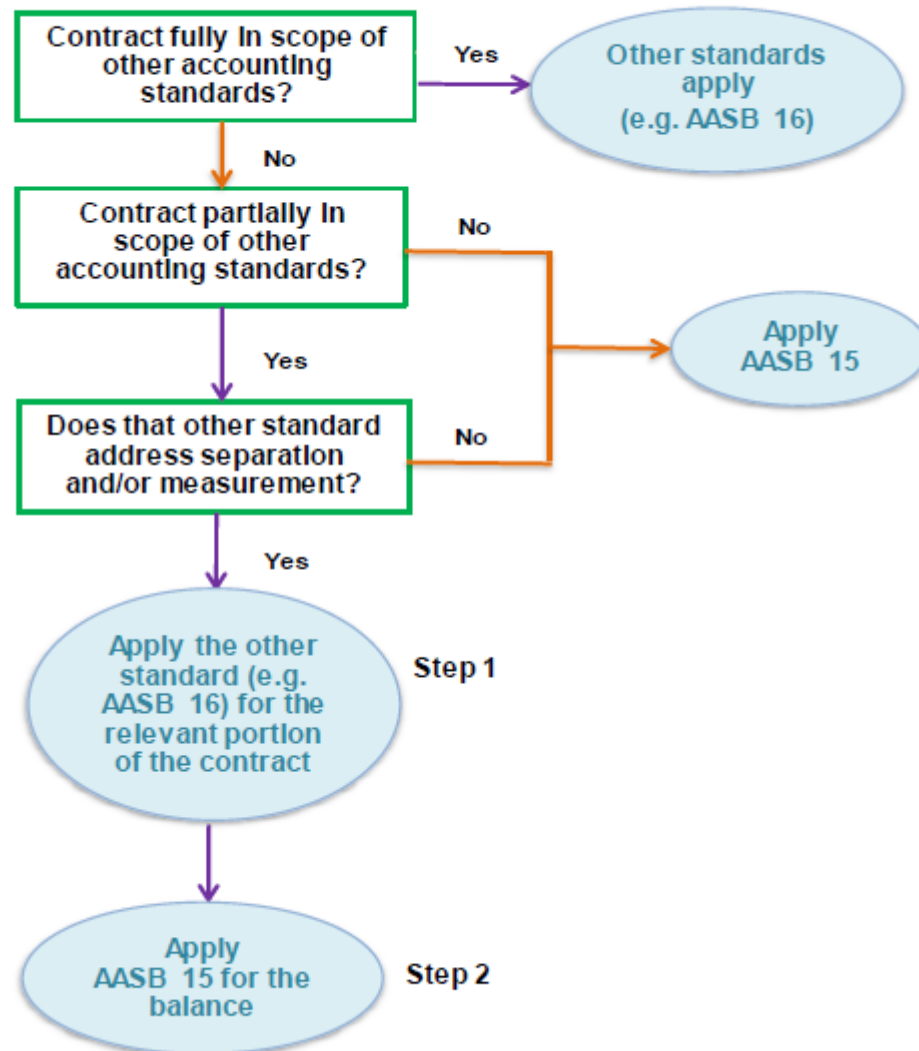 Contract fully In scope of
other accounting
standards?
Yes
Other standards
apply
(e.g. AASB 16)
No
Contract partially In
scope of other
accounting standards?
No
Apply
AASB 15
Yes
Does that other standard
address separation
and/or measurement?
No
Yes
Apply the other
standard (e.g.
AASB 16) for the
relevant portion
of the contract
Step 1
Apply
AASB 15 for the
balance
Step 2